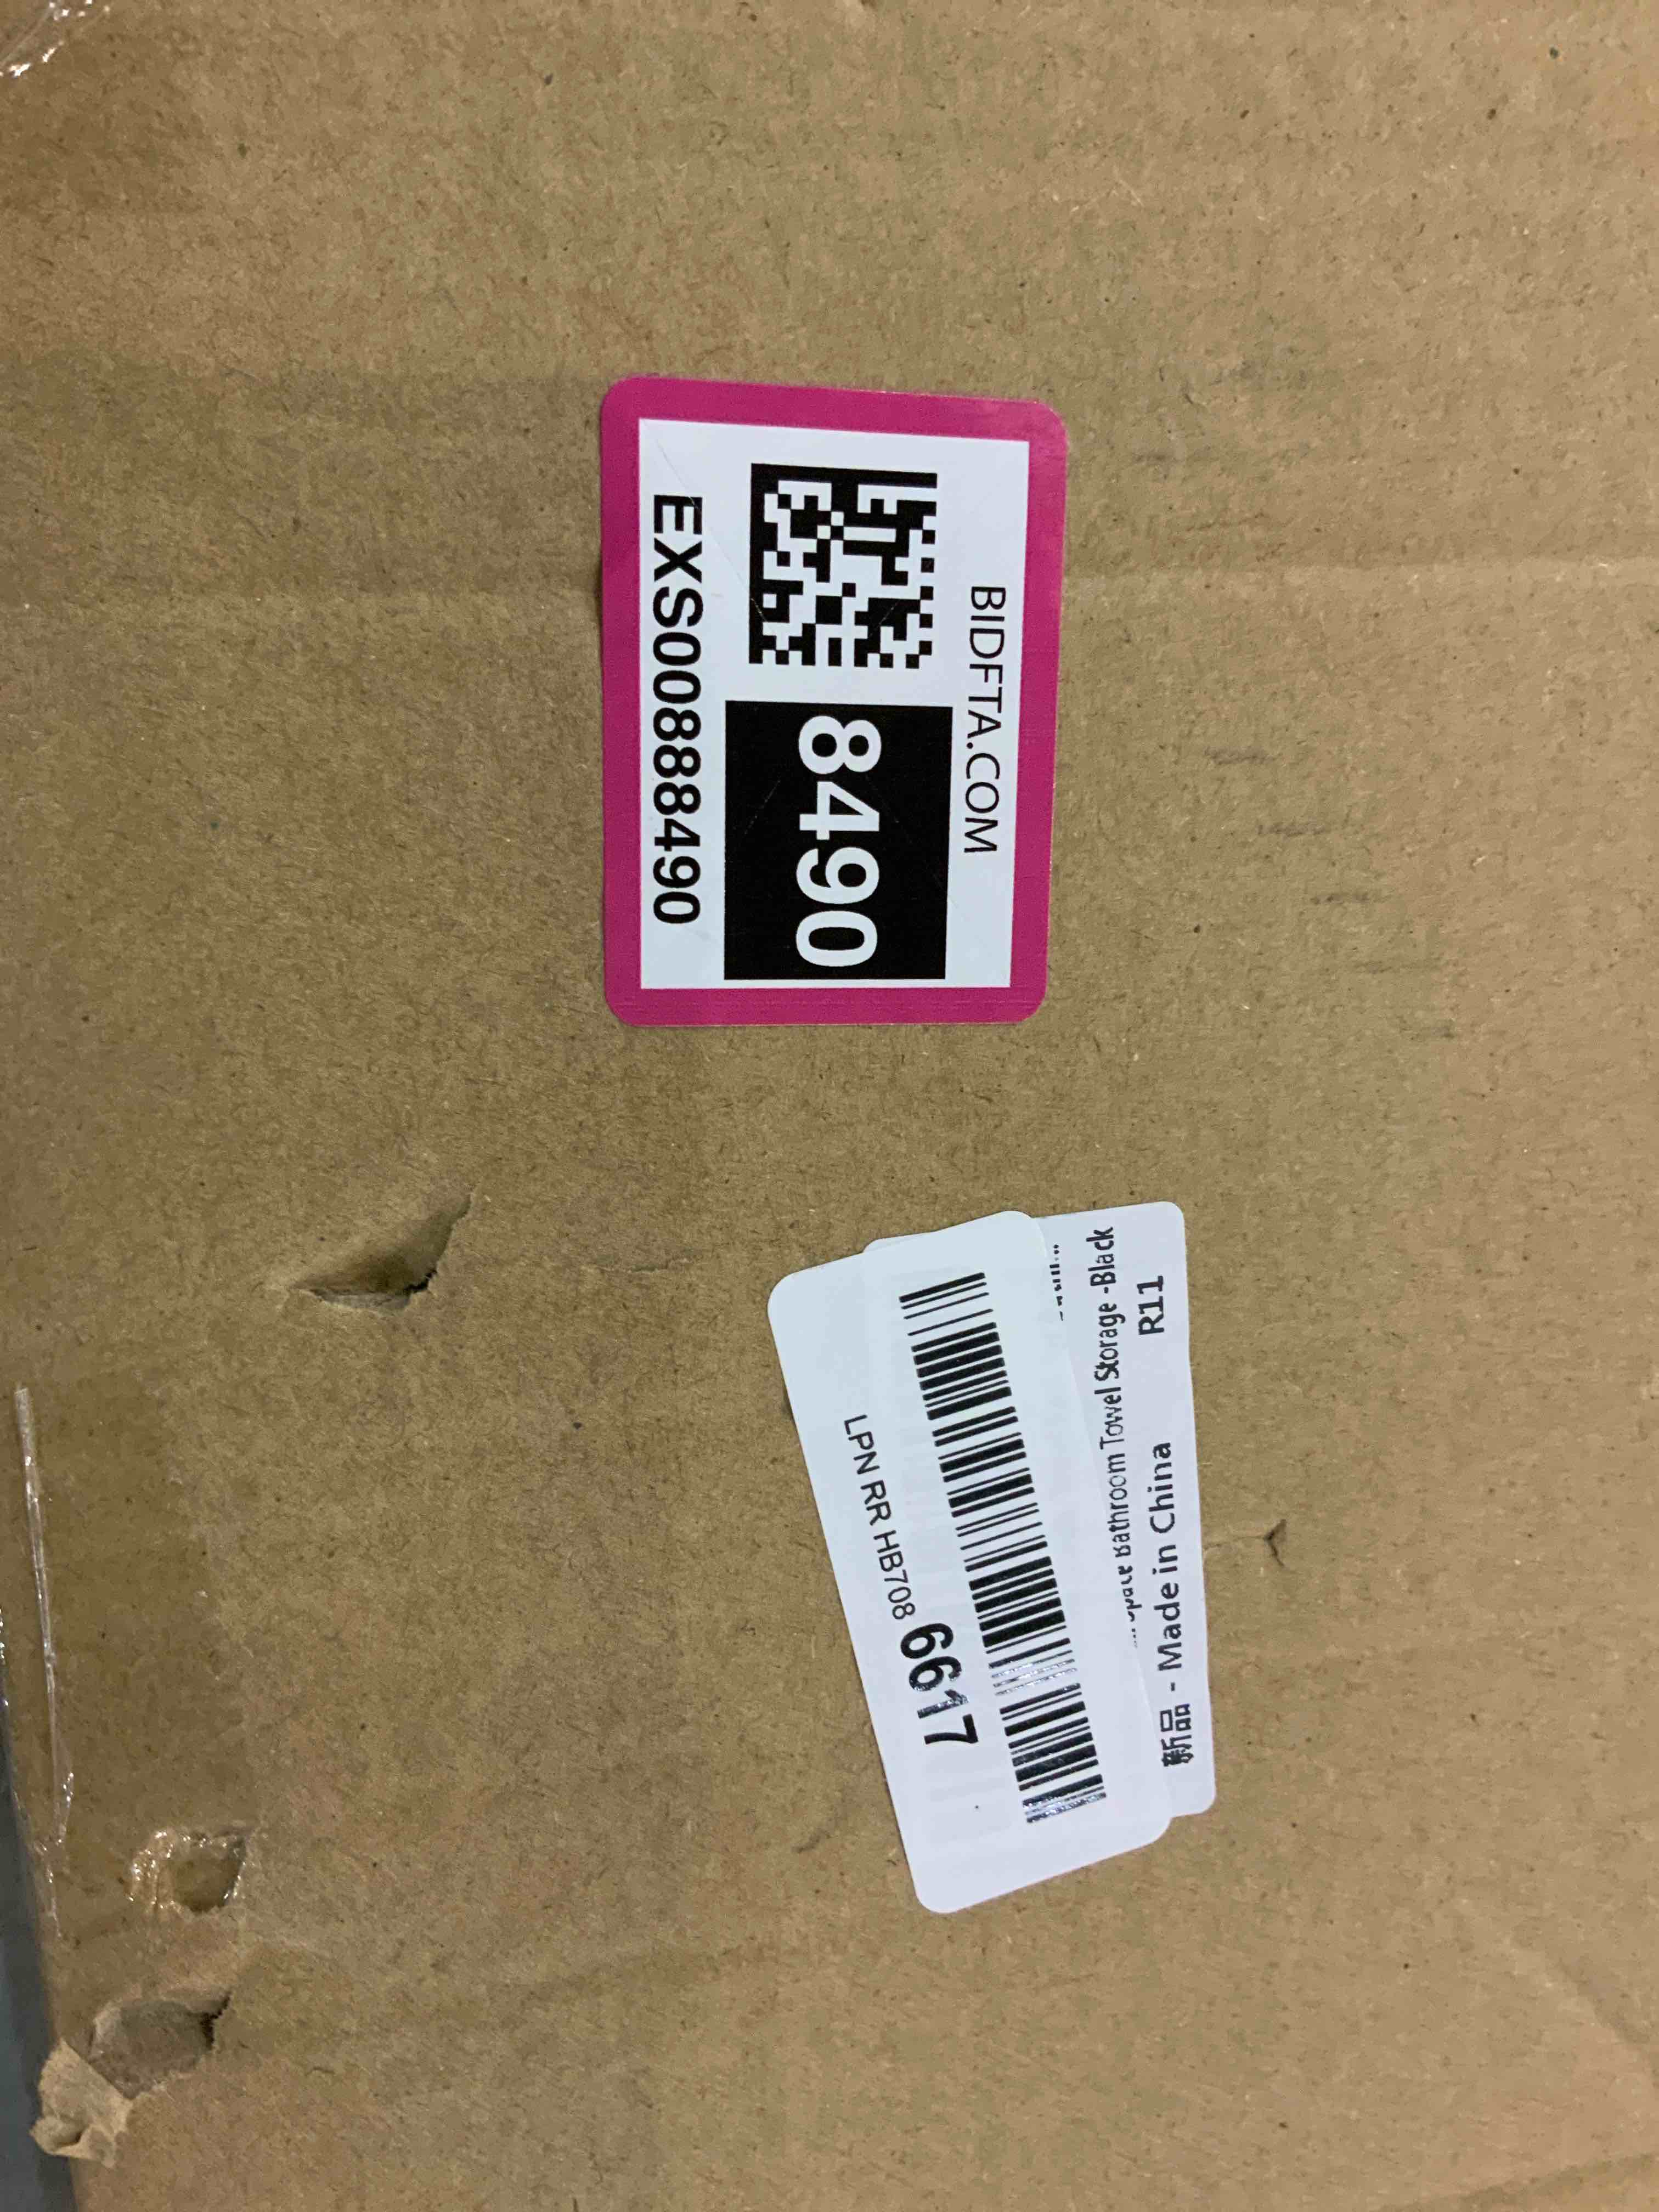 BIDFTA.COM
8490
EXS00888490
LPN RR HB708 6617
Bathroom Towel Storage -Black
新品 - Made in China
R11